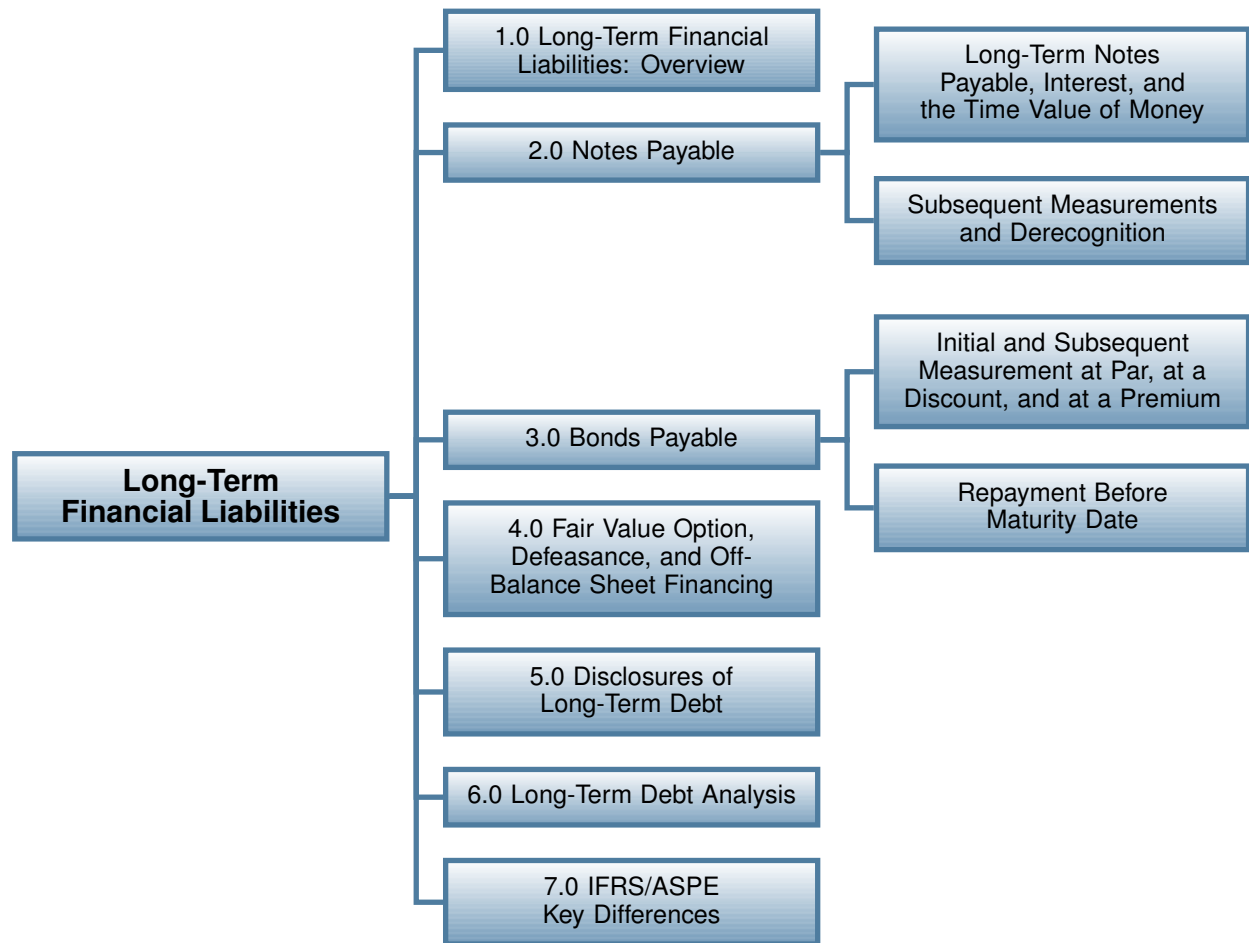 Long-Term
Financial Liabilities
1.0 Long-Term Financial
Liabilities: Overview
2.0 Notes Payable
Long-Term Notes
Payable, Interest, and
the Time Value of Money
Subsequent Measurements
and Derecognition
3.0 Bonds Payable
Initial and Subsequent
Measurement at Par, at a
Discount, and at a Premium
Repayment Before
Maturity Date
4.0 Fair Value Option,
Defeasance, and Off-
Balance Sheet Financing
5.0 Disclosures of
Long-Term Debt
6.0 Long-Term Debt Analysis
7.0 IFRS/ASPE
Key Differences